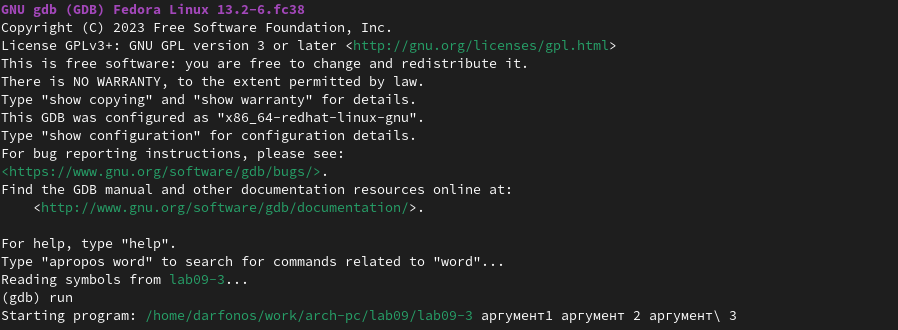 GNU gdb (GDB) Fedora Linux 13.2-6.fc38
Copyright (C) 2023 Free Software Foundation, Inc.
License GPLv3+: GNU GPL version 3 or later <http://gnu.org/licenses/gpl.html>
This is free software: you are free to change and redistribute it.
There is NO WARRANTY, to the extent permitted by law.
Type "show copying" and "show warranty" for details.
This GDB was configured as "x86_64-redhat-linux-gnu".
Type "show configuration" for configuration details.
For bug reporting instructions, please see:
<https://www.gnu.org/software/gdb/bugs/>.
Find the GDB manual and other documentation resources online at:
    <http://www.gnu.org/software/gdb/documentation/>.

For help, type "help".
Type "apropos word" to search for commands related to "word"...
Reading symbols from lab09-3...
(gdb) run
Starting program: /home/darfonos/work/arch-pc/lab09/lab09-3 аргумент1 аргумент 2 аргумент\ 3